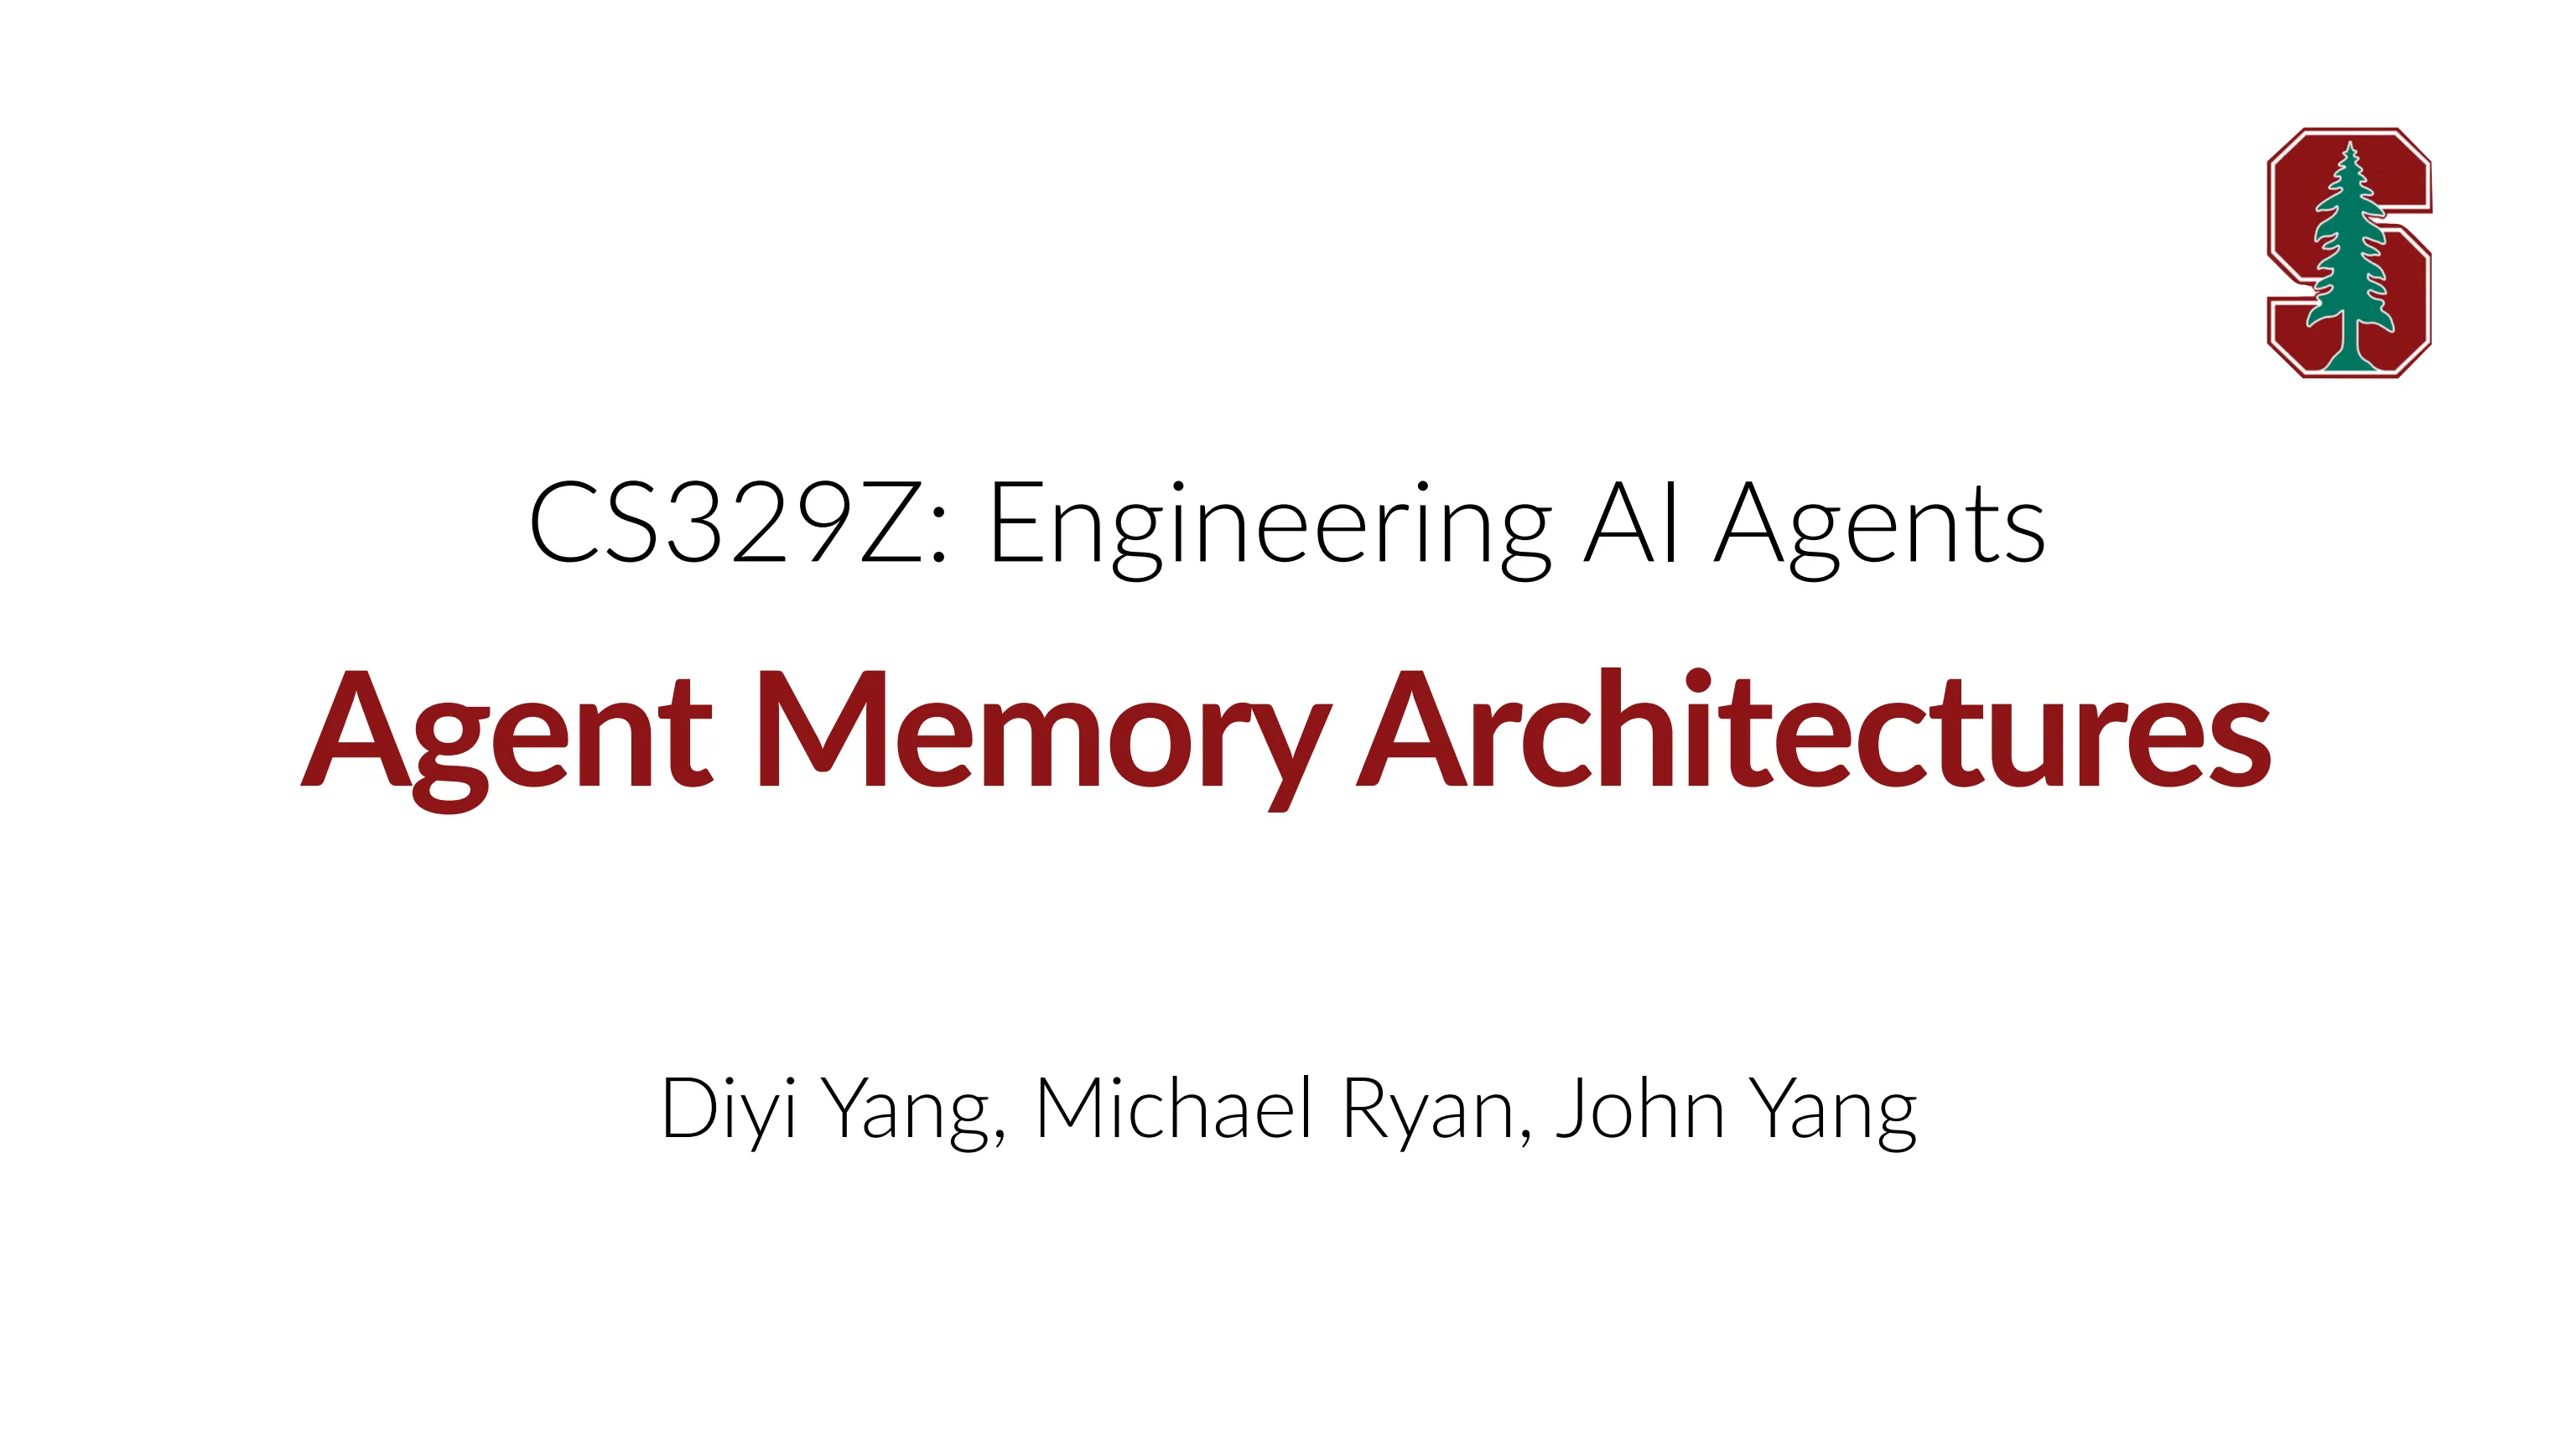 CS329Z: Engineering AI Agents
Agent Memory Architectures
Diyi Yang, Michael Ryan, John Yang